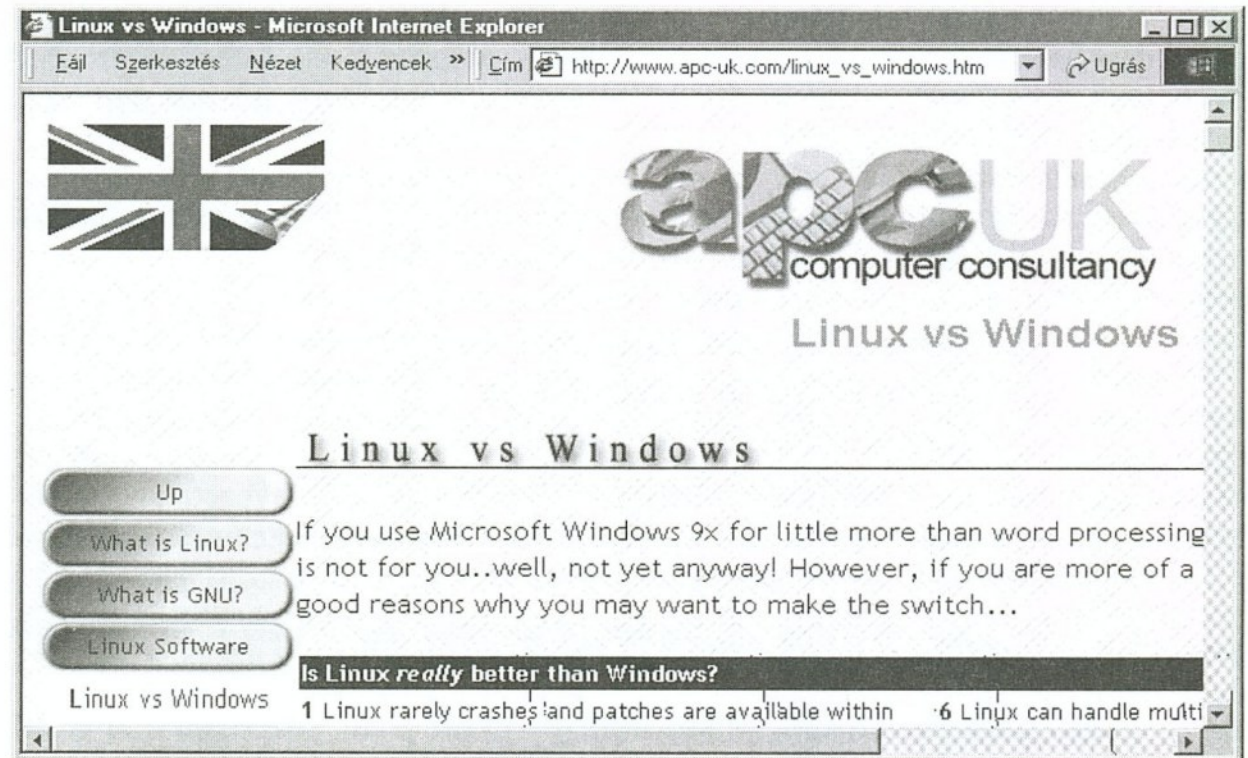 Linux vs Windows - Microsoft Internet Explorer
Fájl Szerkesztés Nézet Kedvencek » Cím http://www.apc-uk.com/linux_vs_windows.htm Ugrás
apcUK
computer consultancy
Linux vs Windows
Linux vs Windows
Up
What is Linux?
What is GNU?
Linux Software
Linux vs Windows
If you use Microsoft Windows 9x for little more than word processing
is not for you..well, not yet anyway! However, if you are more of a
good reasons why you may want to make the switch...
Is Linux really better than Windows?
1 Linux rarely crashes and patches are available within
6 Linux can handle multi